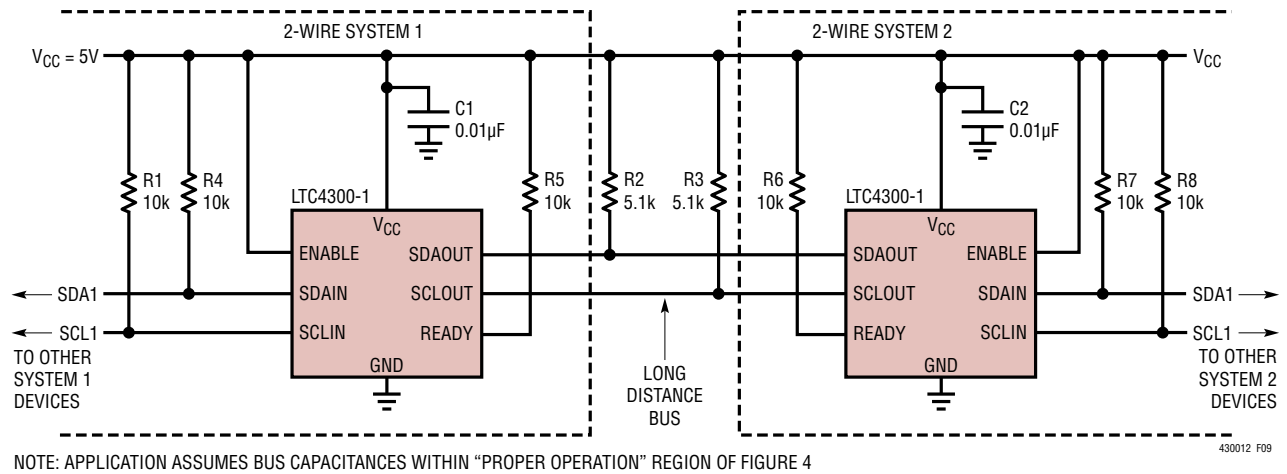 2-WIRE SYSTEM 1
2-WIRE SYSTEM 2
VCC = 5V
VCC
C1
0.01µF
C2
0.01µF
R1
10k
R4
10k
R5
10k
R2
5.1k
R3
5.1k
R6
10k
R7
10k
R8
10k
LTC4300-1
VCC
ENABLE
SDAIN
SCLIN
SDAOUT
SCLOUT
READY
GND
LTC4300-1
VCC
SDAOUT
SCLOUT
READY
ENABLE
SDAIN
SCLIN
GND
SDA1
SCL1
TO OTHER
SYSTEM 1
DEVICES
LONG
DISTANCE
BUS
SDA1
SCL1
TO OTHER
SYSTEM 2
DEVICES
430012 F09
NOTE: APPLICATION ASSUMES BUS CAPACITANCES WITHIN “PROPER OPERATION” REGION OF FIGURE 4